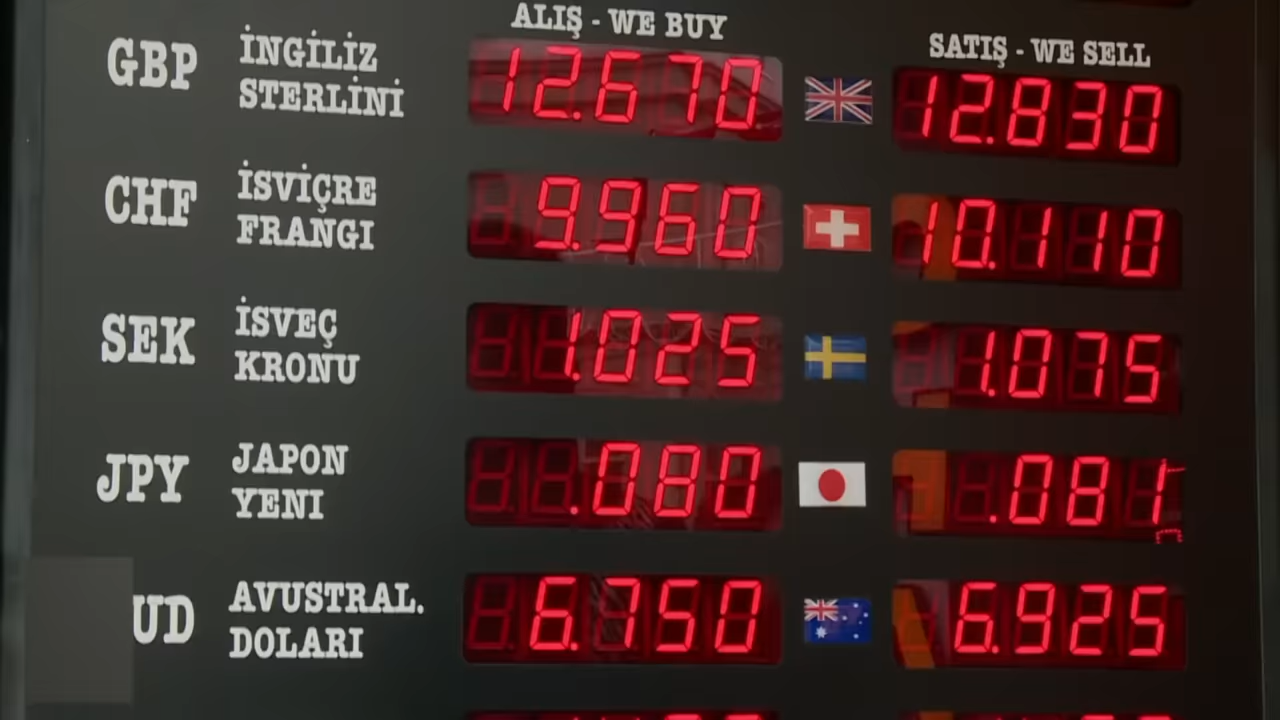 ALIŞ - WE BUY
SATIŞ - WE SELL
GBP İNGİLİZ STERLİNİ 12.670 12.830
CHF İSVİÇRE FRANGI 9.960 10.110
SEK İSVEÇ KRONU 1.025 1.075
JPY JAPON YENI .080 .081
UD AVUSTRAL. DOLARI 6.750 6.925